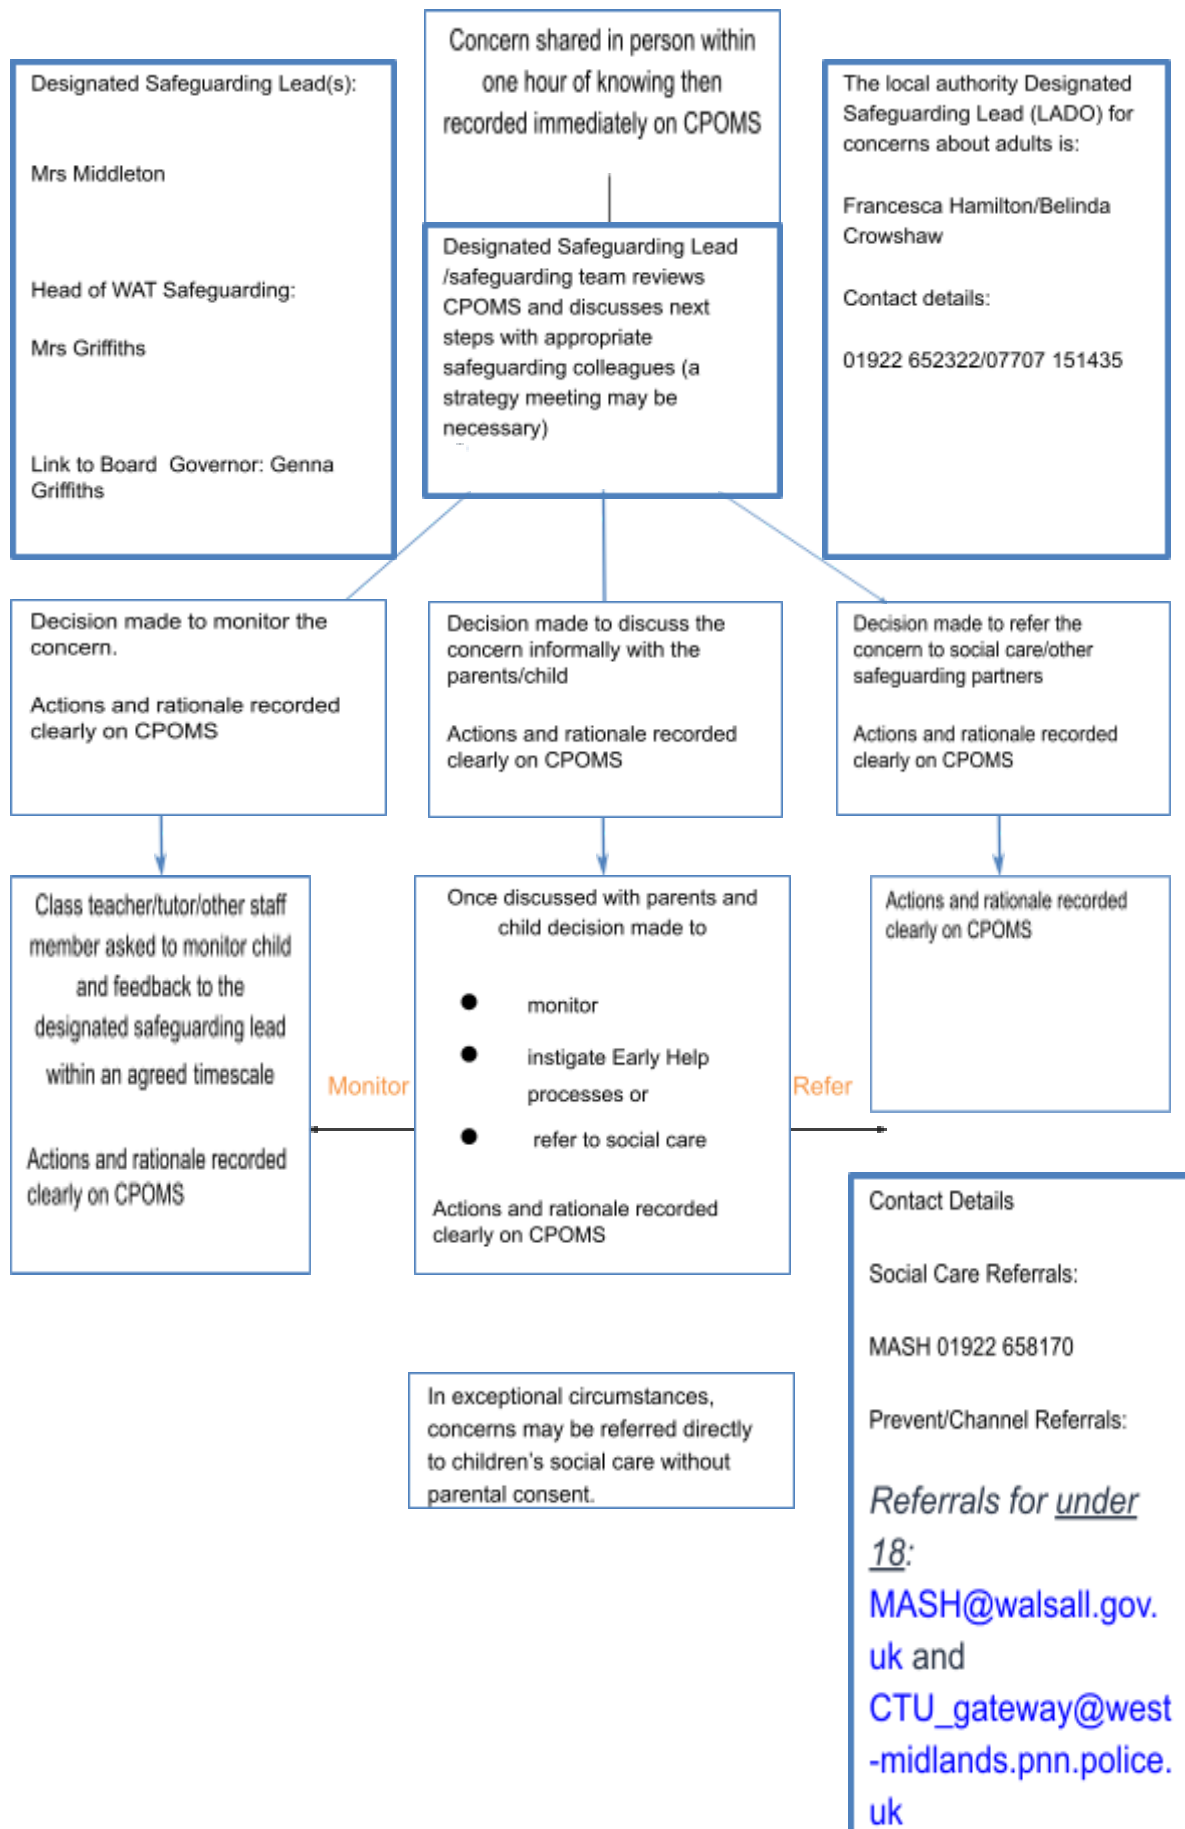 Concern shared in person within
one hour of knowing then
recorded immediately on CPOMS
Designated Safeguarding Lead(s):
Mrs Middleton
Head of WAT Safeguarding:
Mrs Griffiths
Link to Board  Governor: Genna
Griffiths
Designated Safeguarding Lead
/safeguarding team reviews
CPOMS and discusses next
steps with appropriate
safeguarding colleagues (a
strategy meeting may be
necessary)
The local authority Designated
Safeguarding Lead (LADO) for
concerns about adults is:
Francesca Hamilton/Belinda
Crowshaw
Contact details:
01922 652322/07707 151435
Decision made to monitor the
concern.
Actions and rationale recorded
clearly on CPOMS
Decision made to discuss the
concern informally with the
parents/child
Actions and rationale recorded
clearly on CPOMS
Decision made to refer the
concern to social care/other
safeguarding partners
Actions and rationale recorded
clearly on CPOMS
Class teacher/tutor/other staff
member asked to monitor child
and feedback to the
designated safeguarding lead
within an agreed timescale
Actions and rationale recorded
clearly on CPOMS
Monitor
Once discussed with parents and
child decision made to
● monitor
● instigate Early Help
processes or
● refer to social care
Actions and rationale recorded
clearly on CPOMS
Refer
Actions and rationale recorded
clearly on CPOMS
In exceptional circumstances,
concerns may be referred directly
to children's social care without
parental consent.
Contact Details
Social Care Referrals:
MASH 01922 658170
Prevent/Channel Referrals:
Referrals for under
18:
MASH@walsall.gov.
uk and
CTU_gateway@west
-midlands.pnn.police.
uk